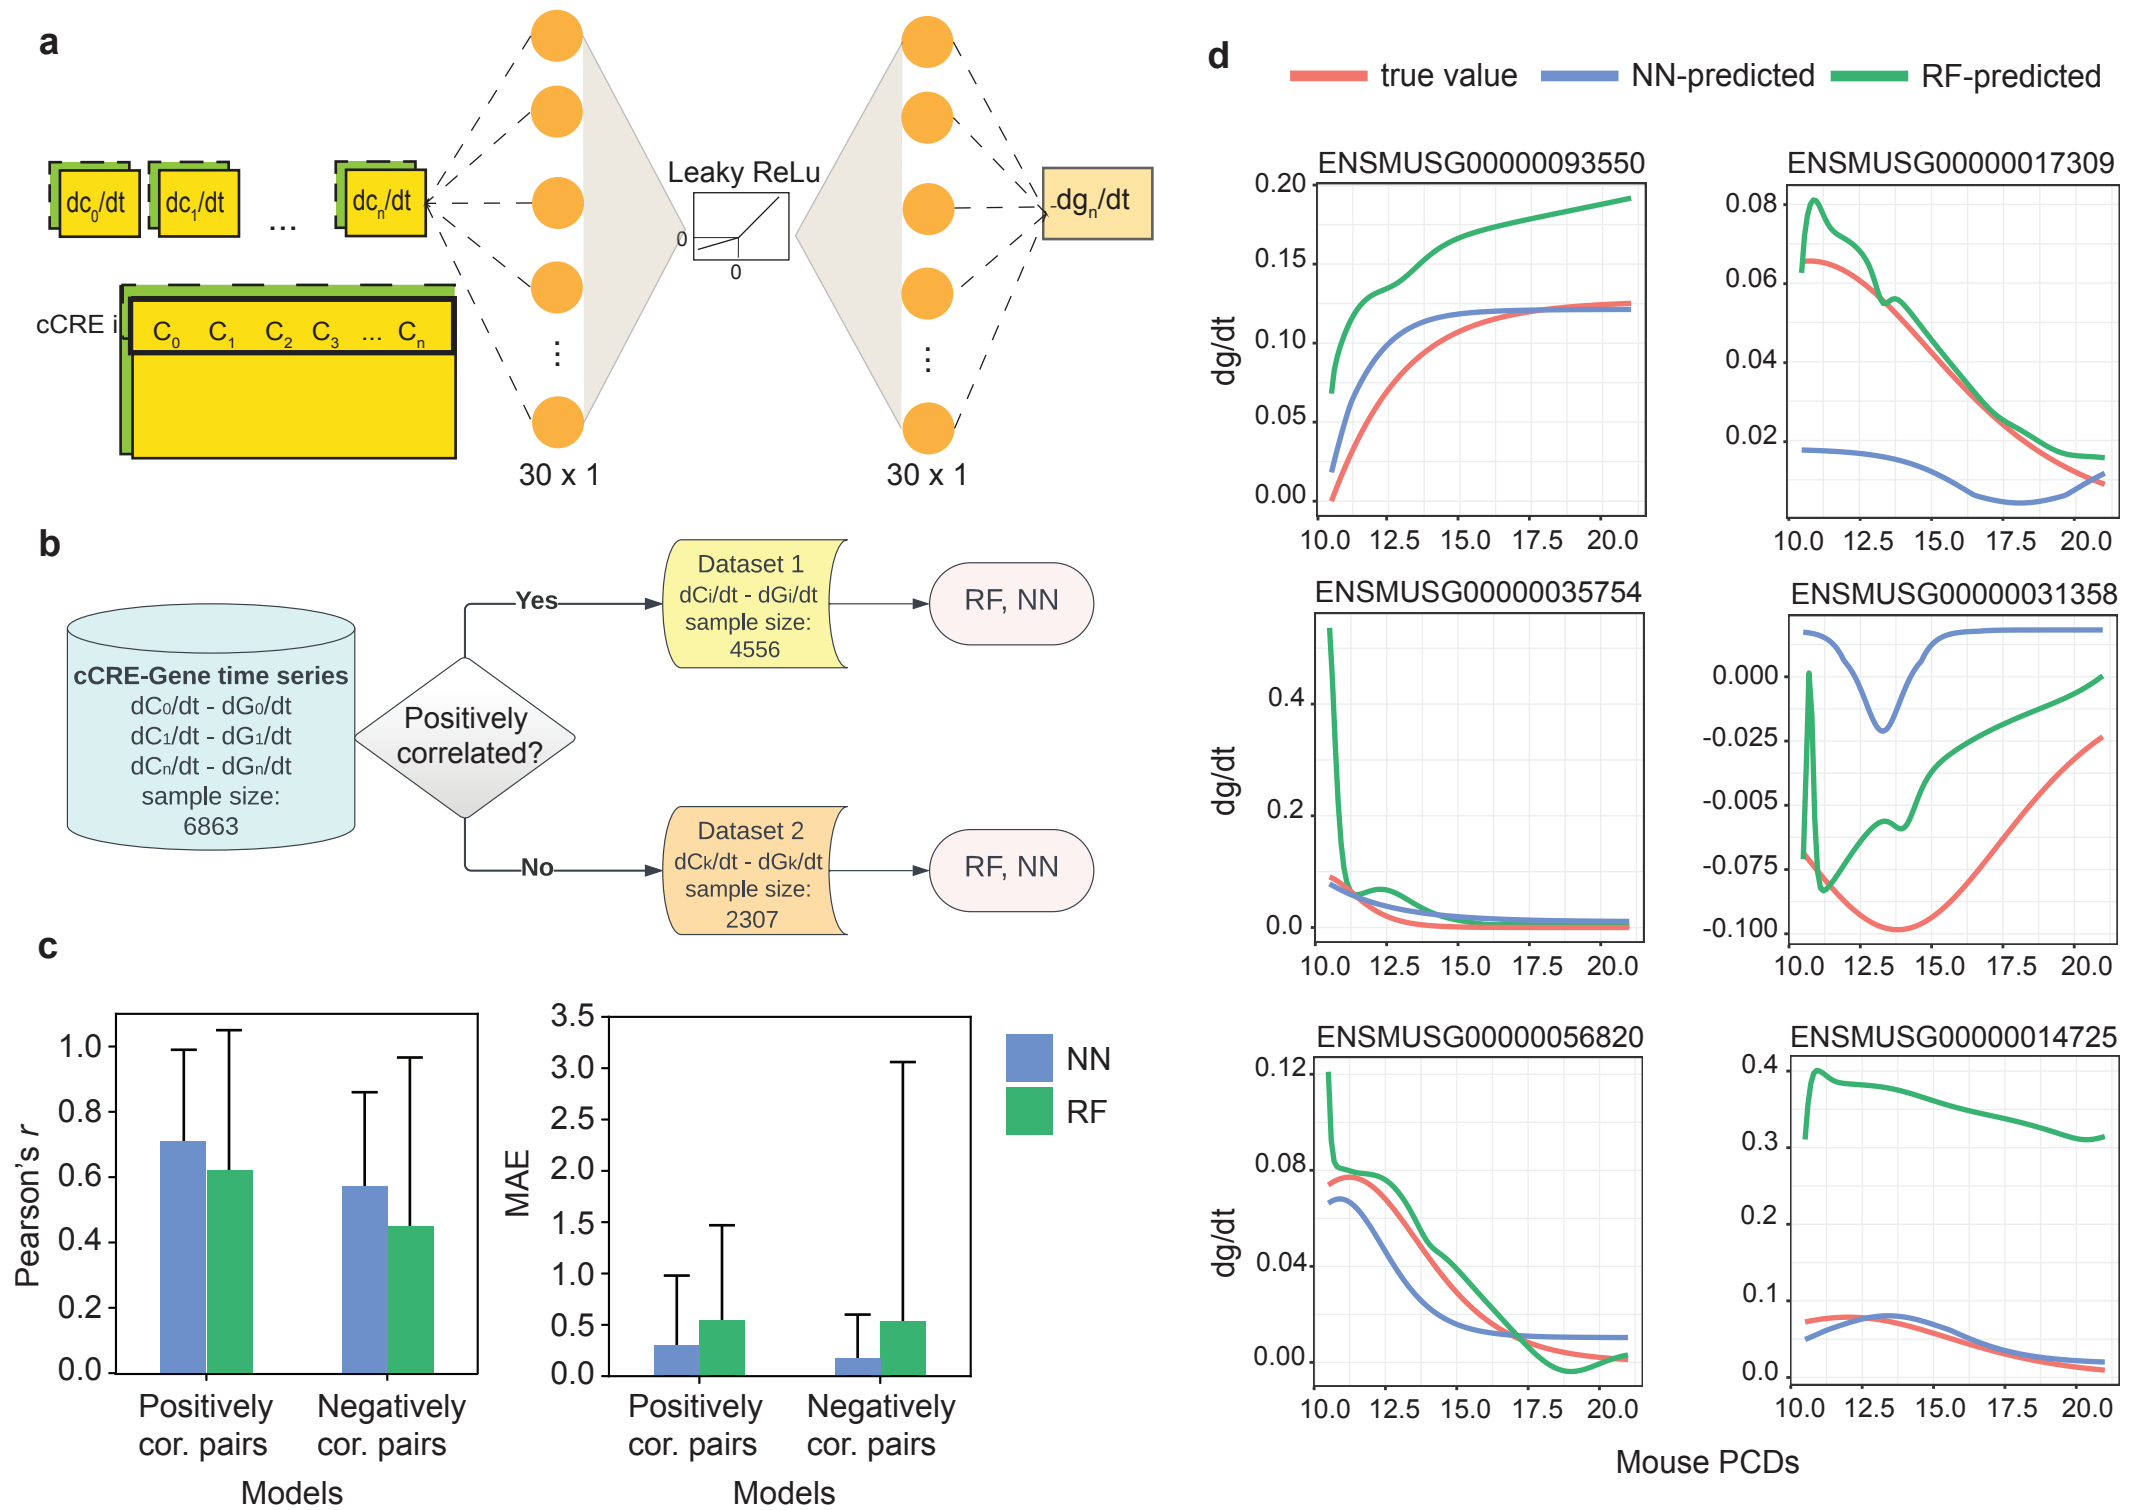 a
dc0/dt
dc1/dt
...
dcn/dt
Leaky ReLu
0
0
-dgn/dt
cCRE i
C0 C1 C2 C3 ... Cn
...
...
30 x 1
30 x 1
b
cCRE-Gene time series
dC0/dt - dG0/dt
dC1/dt - dG1/dt
dCn/dt - dGn/dt
sample size:
6863
Positively
correlated?
Yes
No
Dataset 1
dCi/dt - dGi/dt
sample size:
4556
RF, NN
Dataset 2
dCk/dt - dGk/dt
sample size:
2307
RF, NN
c
Pearson's r
1.0
0.8
0.6
0.4
0.2
0.0
Positively
cor. pairs
Negatively
cor. pairs
Models
MAE
3.5
3.0
2.5
2.0
1.5
1.0
0.5
0.0
Positively
cor. pairs
Negatively
cor. pairs
Models
NN
RF
d
true value
NN-predicted
RF-predicted
ENSMUSG00000093550
dg/dt
0.20
0.15
0.10
0.05
0.00
10.0 12.5 15.0 17.5 20.0
ENSMUSG00000017309
0.08
0.06
0.04
0.02
10.0 12.5 15.0 17.5 20.0
ENSMUSG00000035754
dg/dt
0.4
0.2
0.0
10.0 12.5 15.0 17.5 20.0
ENSMUSG00000031358
0.000
-0.025
-0.005
-0.075
-0.100
10.0 12.5 15.0 17.5 20.0
ENSMUSG00000056820
dg/dt
0.12
0.08
0.04
0.00
10.0 12.5 15.0 17.5 20.0
ENSMUSG00000014725
0.4
0.3
0.2
0.1
0.0
10.0 12.5 15.0 17.5 20.0
Mouse PCDs